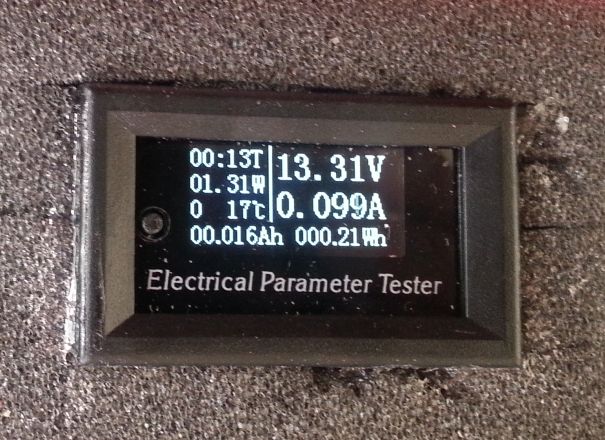 00:13T
13.31V
01.31W
0 17℃
0.099A
00.016Ah 000.21Wh
Electrical Parameter Tester